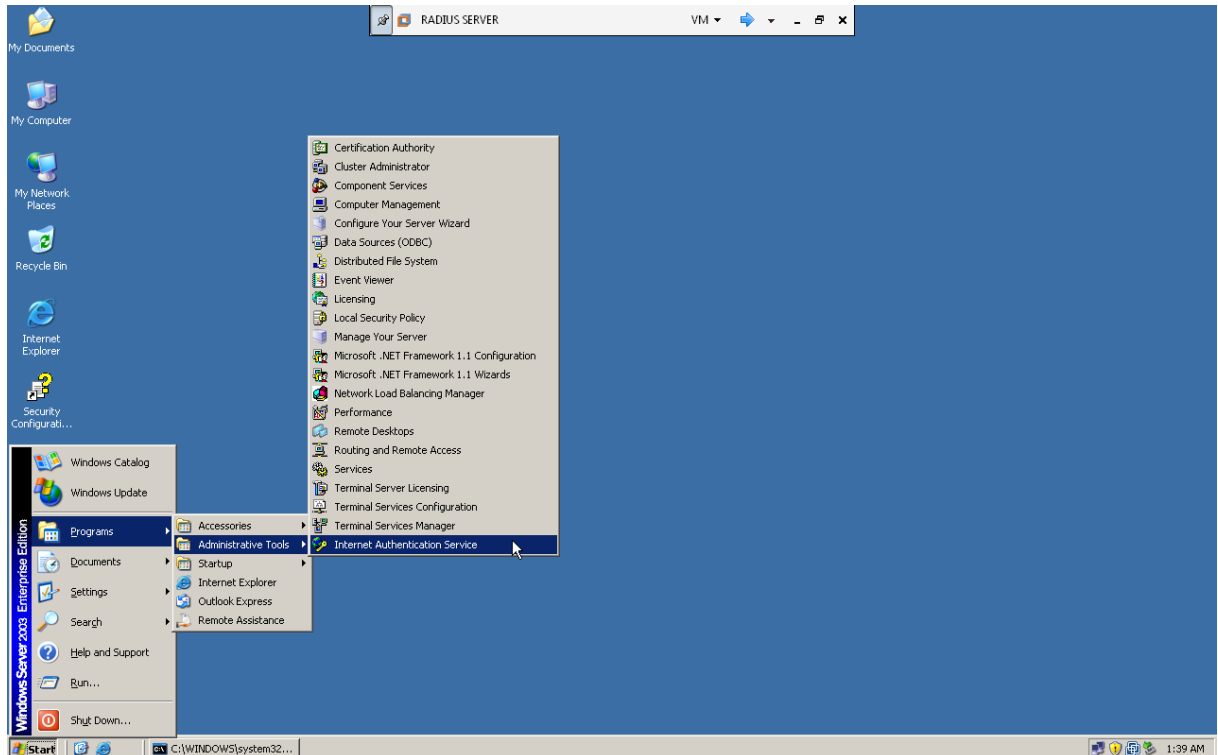 RADIUS SERVER
VM
My Documents
My Computer
My Network
Places
Recycle Bin
Internet
Explorer
Security
Configurati...
Certification Authority
Cluster Administrator
Component Services
Computer Management
Configure Your Server Wizard
Data Sources (ODBC)
Distributed File System
Event Viewer
Licensing
Local Security Policy
Manage Your Server
Microsoft .NET Framework 1.1 Configuration
Microsoft .NET Framework 1.1 Wizards
Network Load Balancing Manager
Performance
Remote Desktops
Routing and Remote Access
Services
Terminal Server Licensing
Terminal Services Configuration
Terminal Services Manager
Internet Authentication Service
Windows Server 2003 Enterprise Edition
Windows Catalog
Windows Update
Programs
Documents
Settings
Search
Help and Support
Run...
Shut Down...
Accessories
Administrative Tools
Startup
Internet Explorer
Outlook Express
Remote Assistance
Start
C:\WINDOWS\system32...
1:39 AM